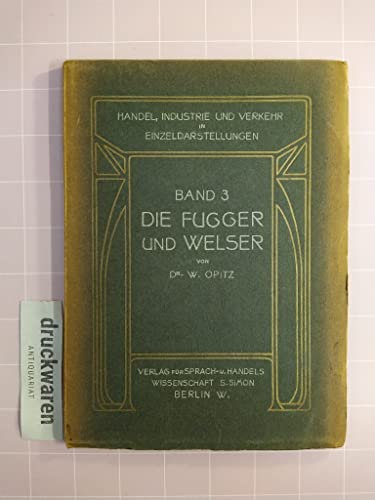 HANDEL, INDUSTRIE UND VERKEHR
IN
EINZELDARSTELLUNGEN
BAND 3
DIE FUGGER
UND WELSER
VON
DR. W. OPITZ
VERLAG FÜR SPRACH- U. HANDELS
WISSENSCHAFT S. SIMON
BERLIN W.
druckwaren
ANTIQUARIAT